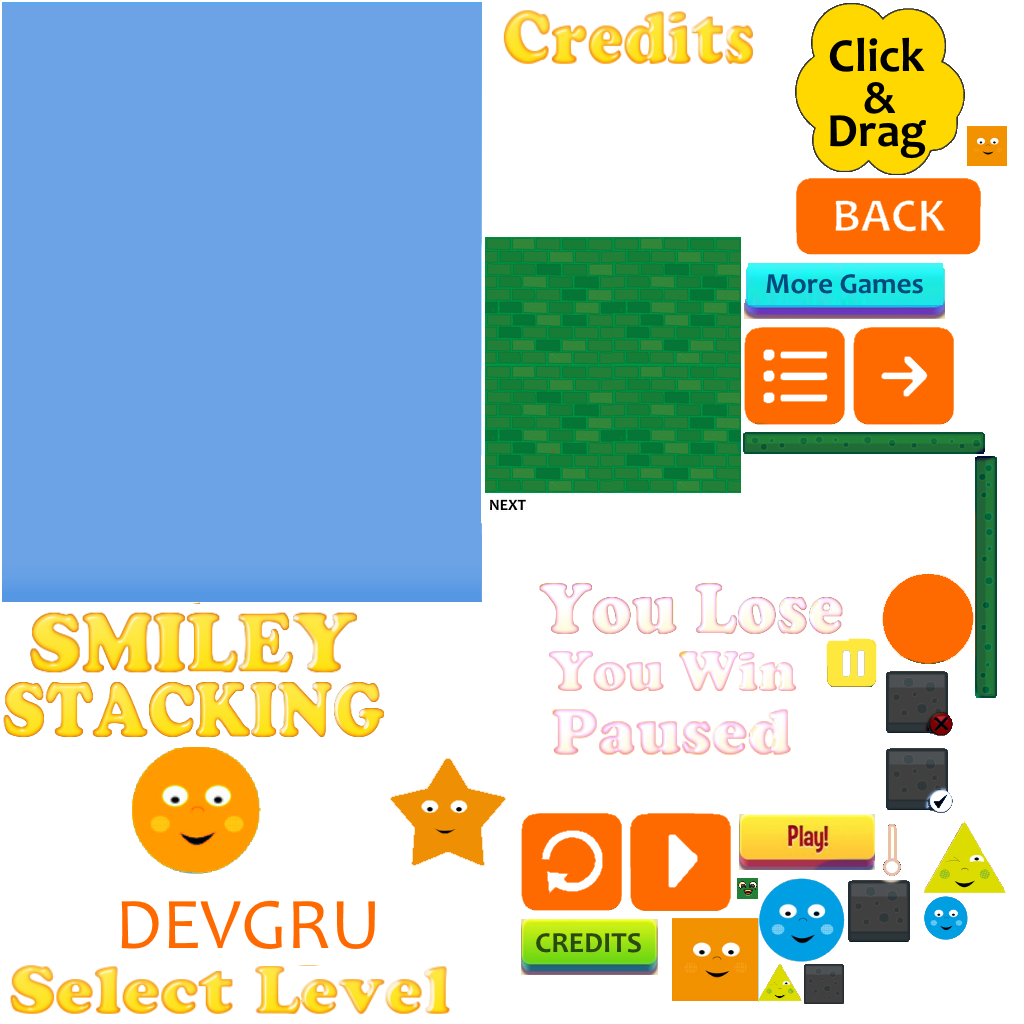 Credits
Click
&
Drag
BACK
More Games
NEXT
You Lose
You Win
Paused
SMILEY
STACKING
Play!
DEVGRU
CREDITS
Select Level